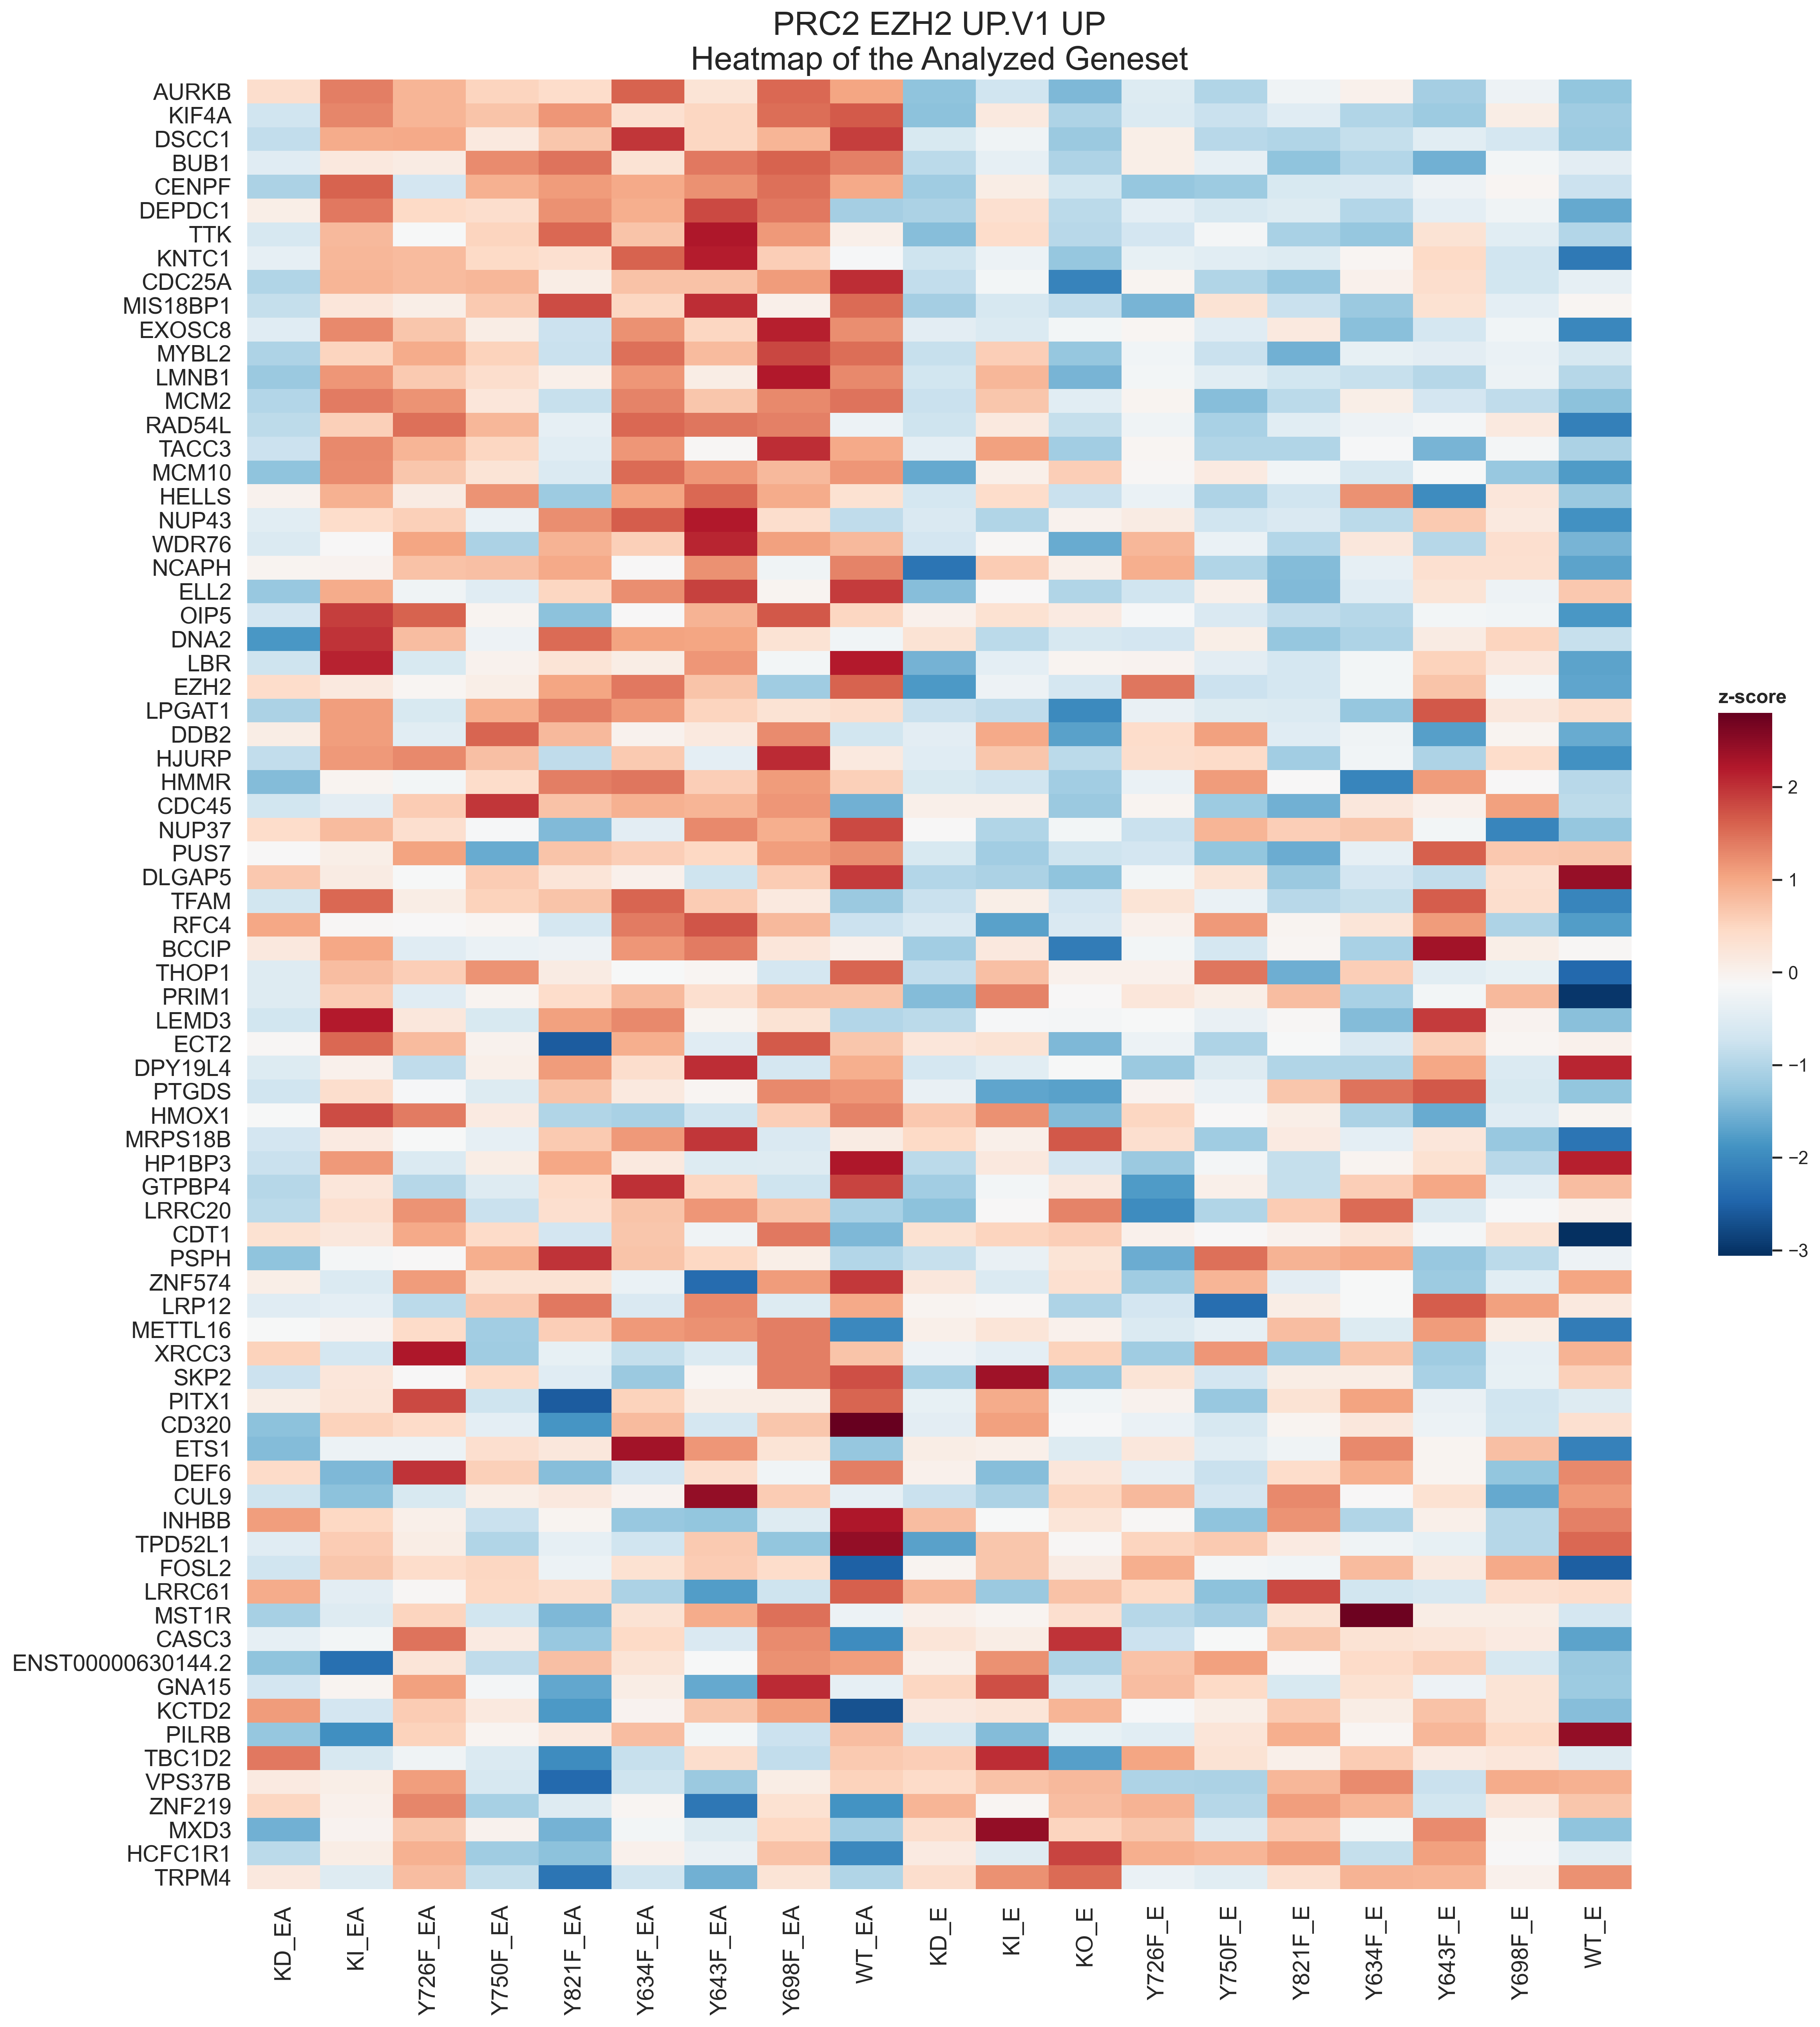 PRC2 EZH2 UP.V1 UP
Heatmap of the Analyzed Geneset
AURKB
KIF4A
DSCC1
BUB1
CENPF
DEPDC1
TTK
KNTC1
CDC25A
MIS18BP1
EXOSC8
MYBL2
LMNB1
MCM2
RAD54L
TACC3
MCM10
HELLS
NUP43
WDR76
NCAPH
ELL2
OIP5
DNA2
LBR
EZH2
LPGAT1
DDB2
HJURP
HMMR
CDC45
NUP37
PUS7
DLGAP5
TFAM
RFC4
BCCIP
THOP1
PRIM1
LEMD3
ECT2
DPY19L4
PTGDS
HMOX1
MRPS18B
HP1BP3
GTPBP4
LRRC20
CDT1
PSPH
ZNF574
LRP12
METTL16
XRCC3
SKP2
PITX1
CD320
ETS1
DEF6
CUL9
INHBB
TPD52L1
FOSL2
LRRC61
MST1R
CASC3
ENST00000630144.2
GNA15
KCTD2
PILRB
TBC1D2
VPS37B
ZNF219
MXD3
HCFC1R1
TRPM4
KD_EA
KI_EA
Y726F_EA
Y750F_EA
Y821F_EA
Y634F_EA
Y643F_EA
Y698F_EA
WT_EA
KD_E
KI_E
KO_E
Y726F_E
Y750F_E
Y821F_E
Y634F_E
Y643F_E
Y698F_E
WT_E
z-score
2
1
0
−1
−2
−3